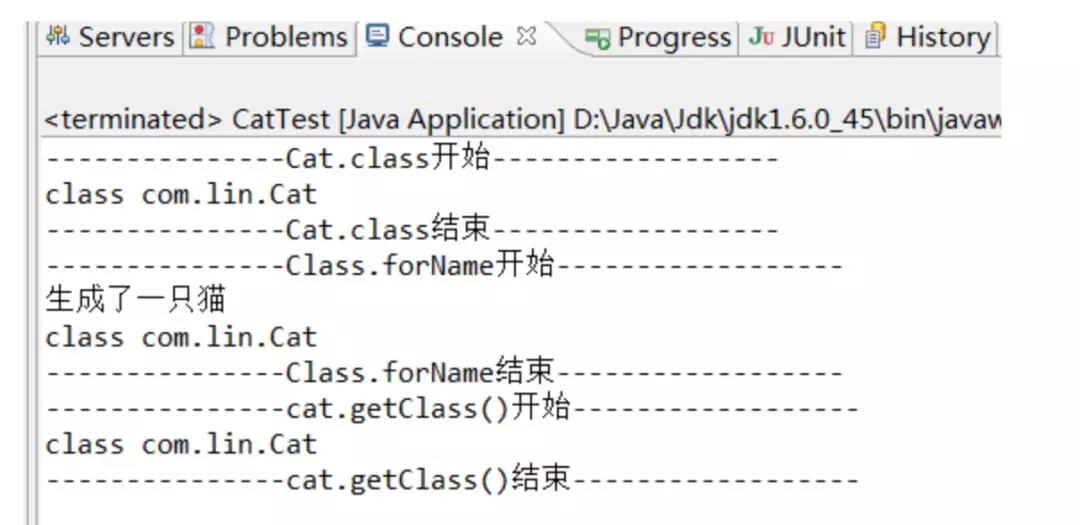 Servers Problems Console Progress JUnit History
<terminated> CatTest [Java Application] D:\Java\Jdk\jdk1.6.0_45\bin\javaw
---------------Cat.class开始------------------
class com.lin.Cat
---------------Cat.class结束------------------
---------------Class.forName开始------------------
生成了一只猫
class com.lin.Cat
---------------Class.forName结束------------------
---------------cat.getClass()开始------------------
class com.lin.Cat
---------------cat.getClass()结束------------------